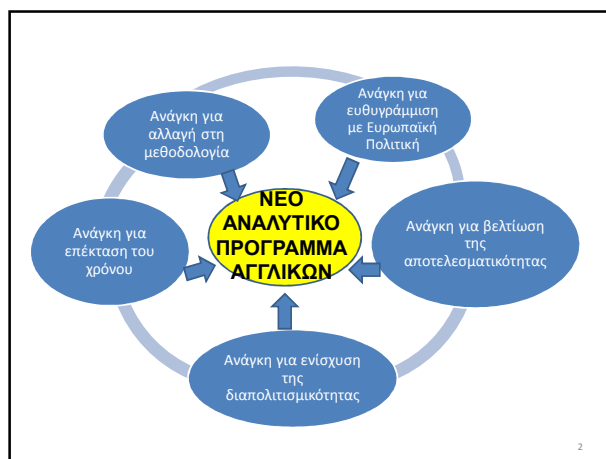 Ανάγκη για
αλλαγή στη
μεθοδολογία
Ανάγκη για
ευθυγράμμιση
με Ευρωπαϊκή
Πολιτική
ΝΕΟ
ΑΝΑΛΥΤΙΚΟ
ΠΡΟΓΡΑΜΜΑ
ΑΓΓΛΙΚΩΝ
Ανάγκη για
επέκταση του
χρόνου
Ανάγκη για βελτίωση
της
αποτελεσματικότητας
Ανάγκη για ενίσχυση
της
διαπολιτισμικότητας
2